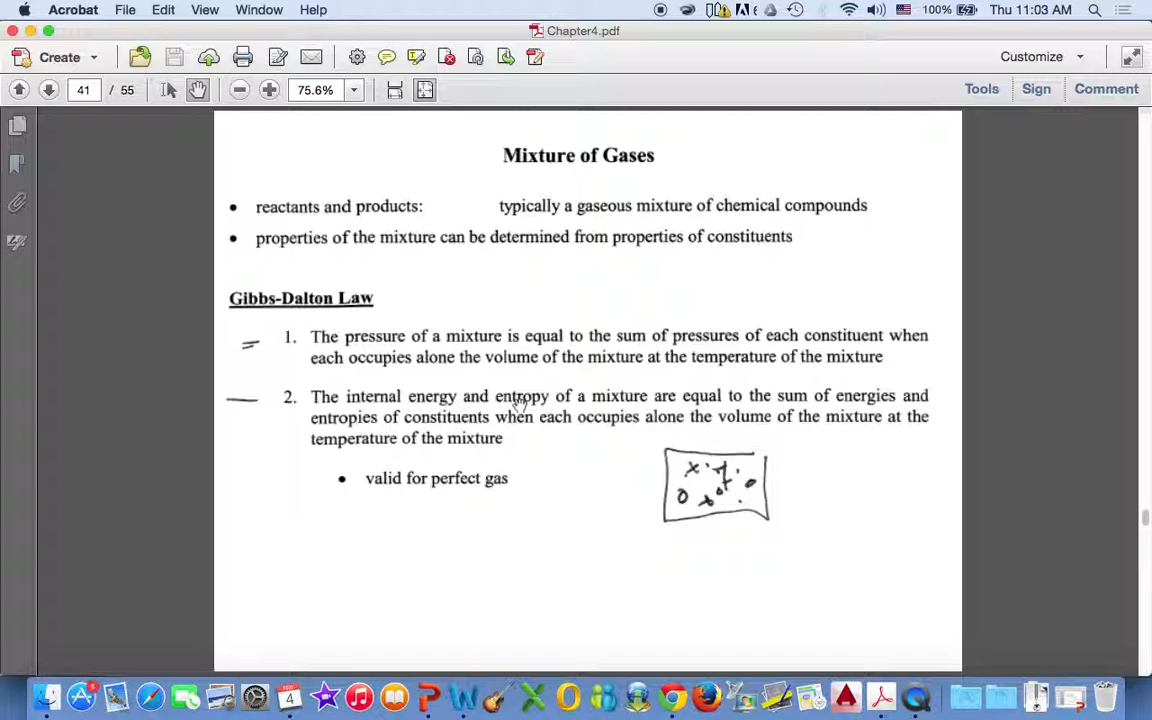 Acrobat File Edit View Window Help 100% Thu 11:03 AM
Chapter4.pdf
Create Customize
41 / 55 75.6% Tools Sign Comment
Mixture of Gases
• reactants and products: typically a gaseous mixture of chemical compounds
• properties of the mixture can be determined from properties of constituents
Gibbs-Dalton Law
1. The pressure of a mixture is equal to the sum of pressures of each constituent when
each occupies alone the volume of the mixture at the temperature of the mixture
2. The internal energy and entropy of a mixture are equal to the sum of energies and
entropies of constituents when each occupies alone the volume of the mixture at the
temperature of the mixture
• valid for perfect gas